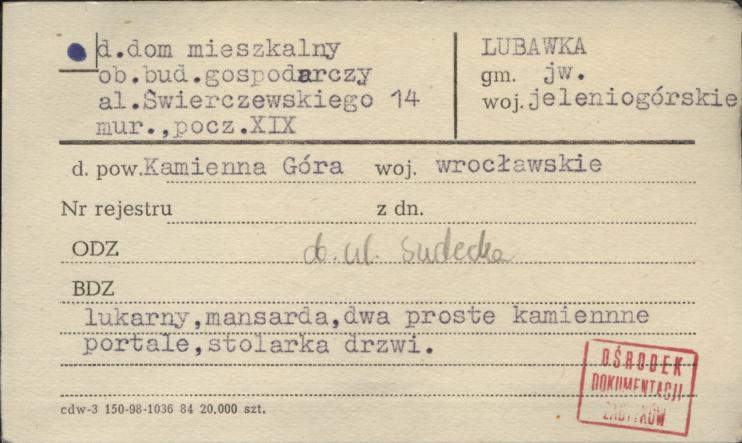 d.dom mieszkalny
ob.bud.gospodarczy
al.Świerczewskiego 14
mur.,pocz.XIX
LUBAWKA
gm. jw.
woj.jeleniogórskie
d. pow.Kamienna Góra woj. wrocławskie
Nr rejestru z dn.
ODZ ob. ul. Sudecka
BDZ
lukarny,mansarda,dwa proste kamiennne
portale,stolarka drzwi.
OŚRODEK
DOKUMENTACJI
ZABYTKÓW
cdw-3 150-98-1036 84 20,000 szt.